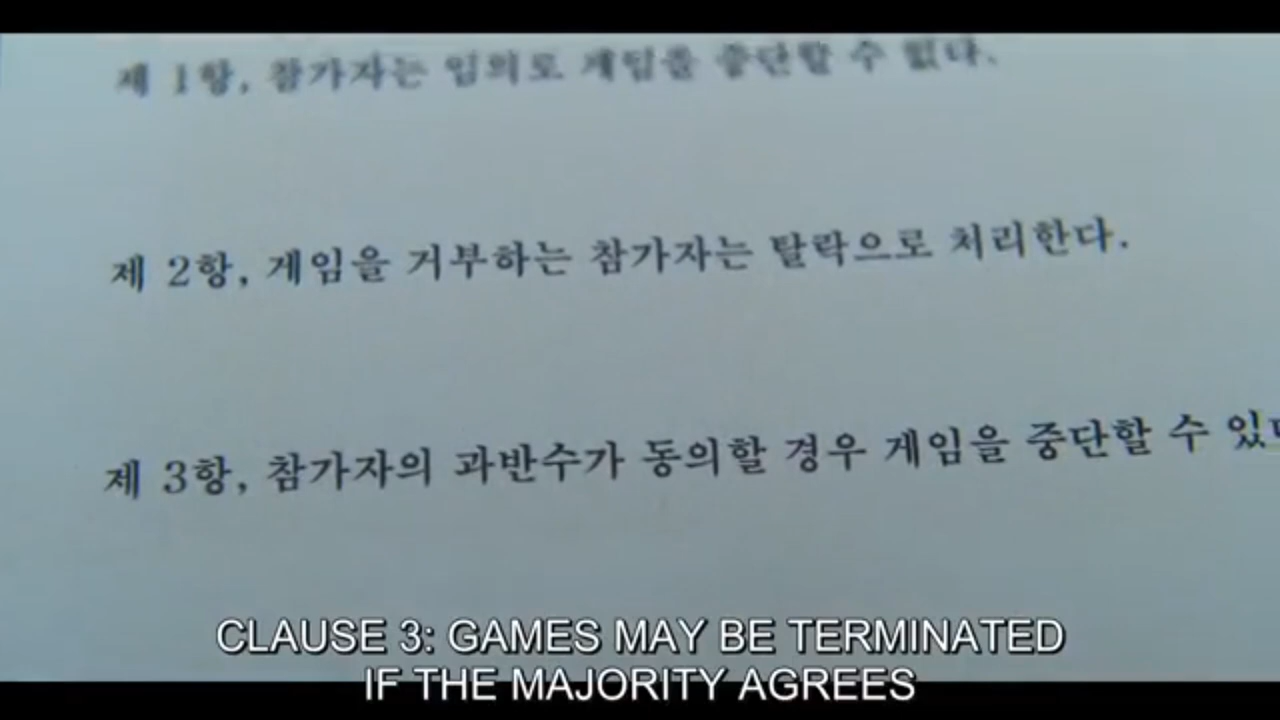 제 1항, 참가자는 임의로 게임을 중단할 수 없다.
제 2항, 게임을 거부하는 참가자는 탈락으로 처리한다.
제 3항, 참가자의 과반수가 동의할 경우 게임을 중단할 수 있
CLAUSE 3: GAMES MAY BE TERMINATED
IF THE MAJORITY AGREES